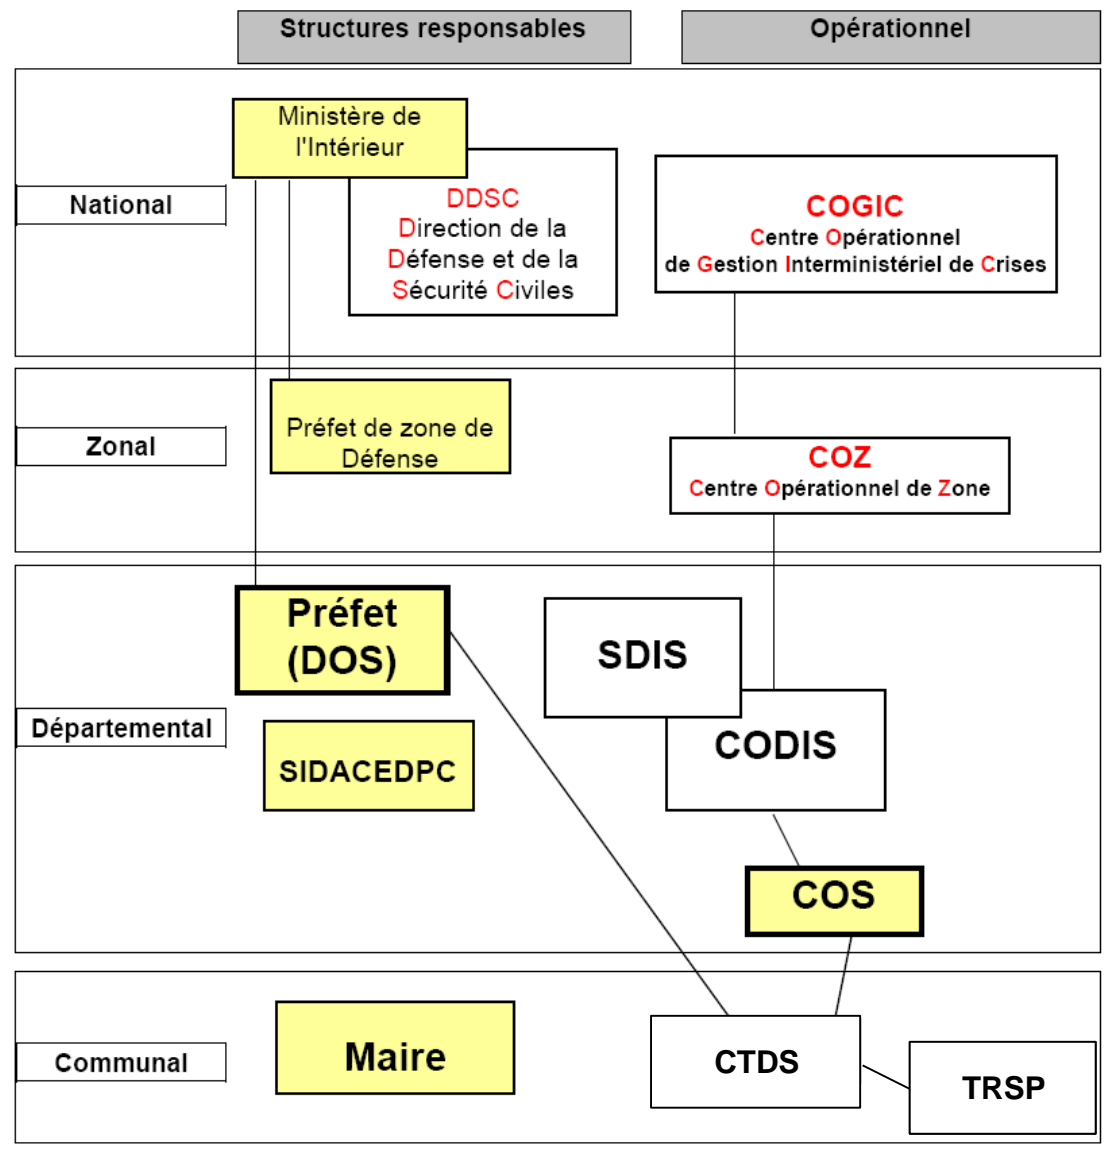 Structures responsables
Opérationnel
National
Ministère de
l'Intérieur
DDSC
Direction de la
Défense et de la
Sécurité Civiles
COGIC
Centre Opérationnel
de Gestion Interministériel de Crises
Zonal
Préfet de zone de
Défense
COZ
Centre Opérationnel de Zone
Départemental
Préfet
(DOS)
SIDACEDPC
SDIS
CODIS
COS
Communal
Maire
CTDS
TRSP